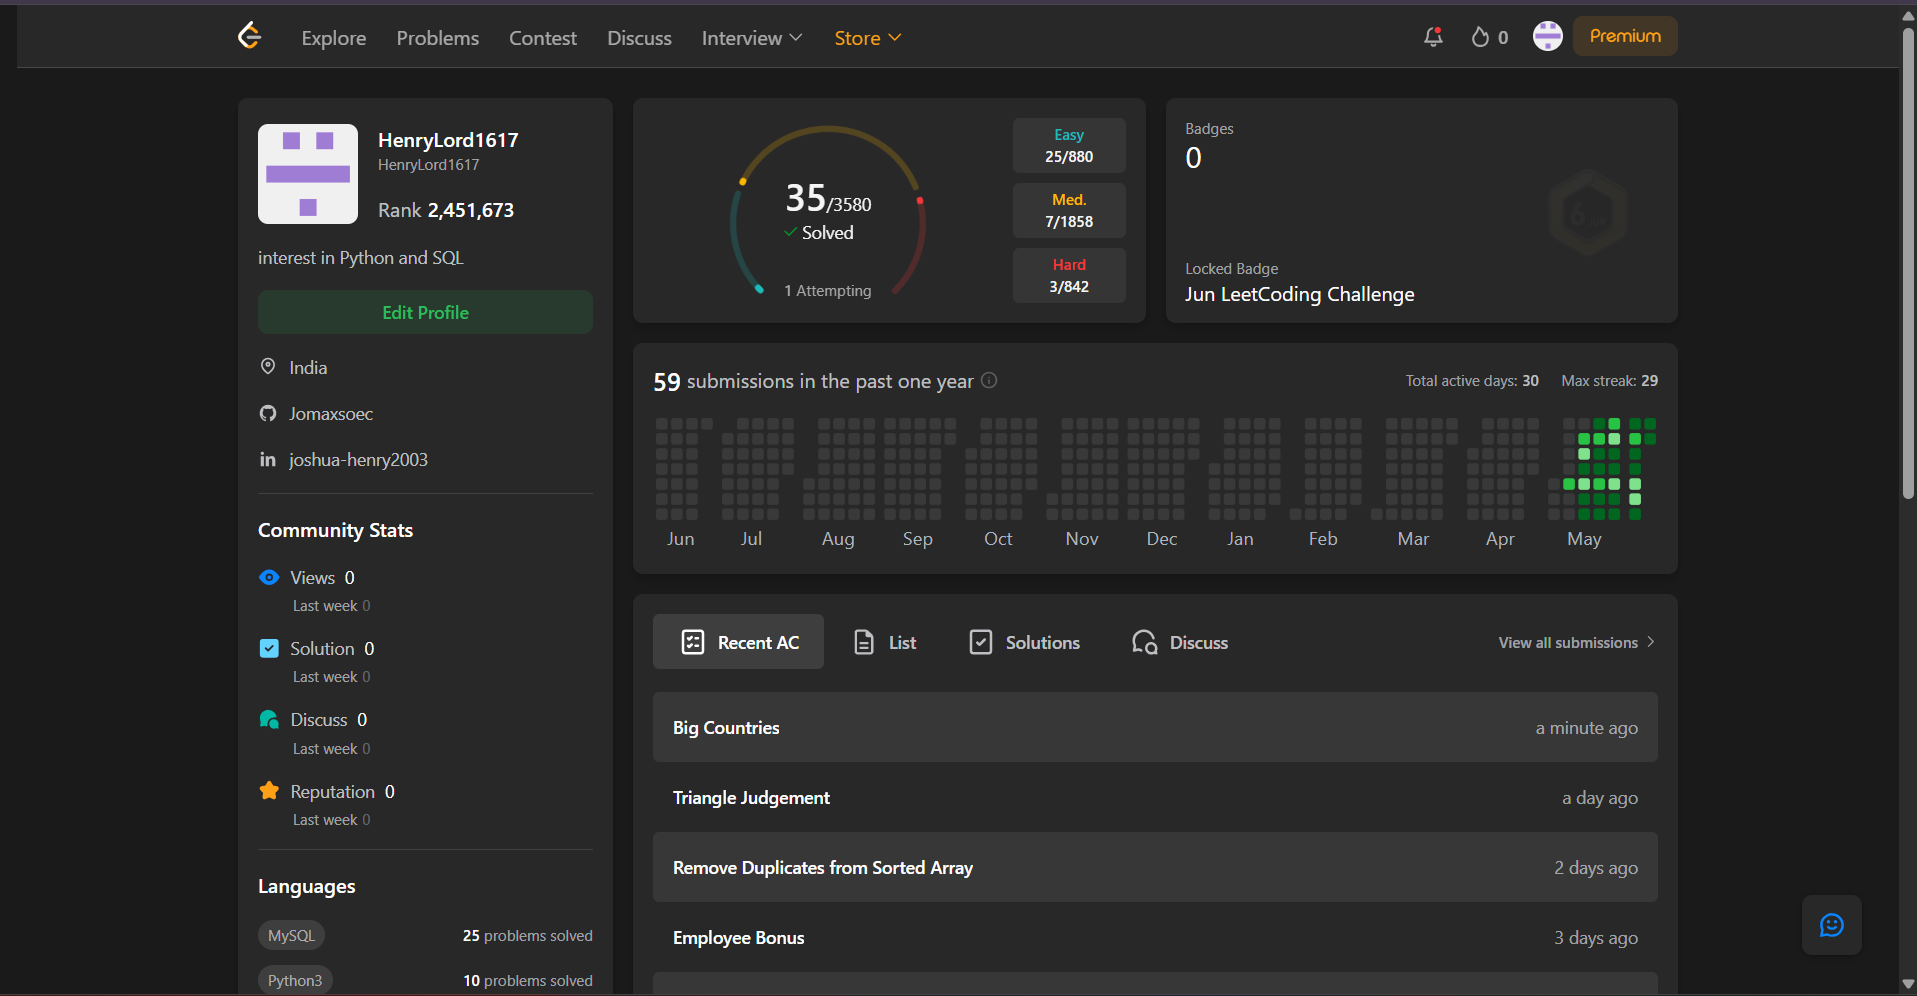 Explore Problems Contest Discuss Interview Store 0 Premium
HenryLord1617
HenryLord1617
Rank 2,451,673
interest in Python and SQL
Edit Profile
India
Jomaxsoec
in joshua-henry2003
Community Stats
Views 0
Last week 0
Solution 0
Last week 0
Discuss 0
Last week 0
Reputation 0
Last week 0
Languages
MySQL 25 problems solved
Python3 10 problems solved
35/3580
Solved
1 Attempting
Easy
25/880
Med.
7/1858
Hard
3/842
Badges
0
Locked Badge
Jun LeetCoding Challenge
59 submissions in the past one year
Total active days: 30 Max streak: 29
Jun Jul Aug Sep Oct Nov Dec Jan Feb Mar Apr May
Recent AC List Solutions Discuss View all submissions
Big Countries a minute ago
Triangle Judgement a day ago
Remove Duplicates from Sorted Array 2 days ago
Employee Bonus 3 days ago